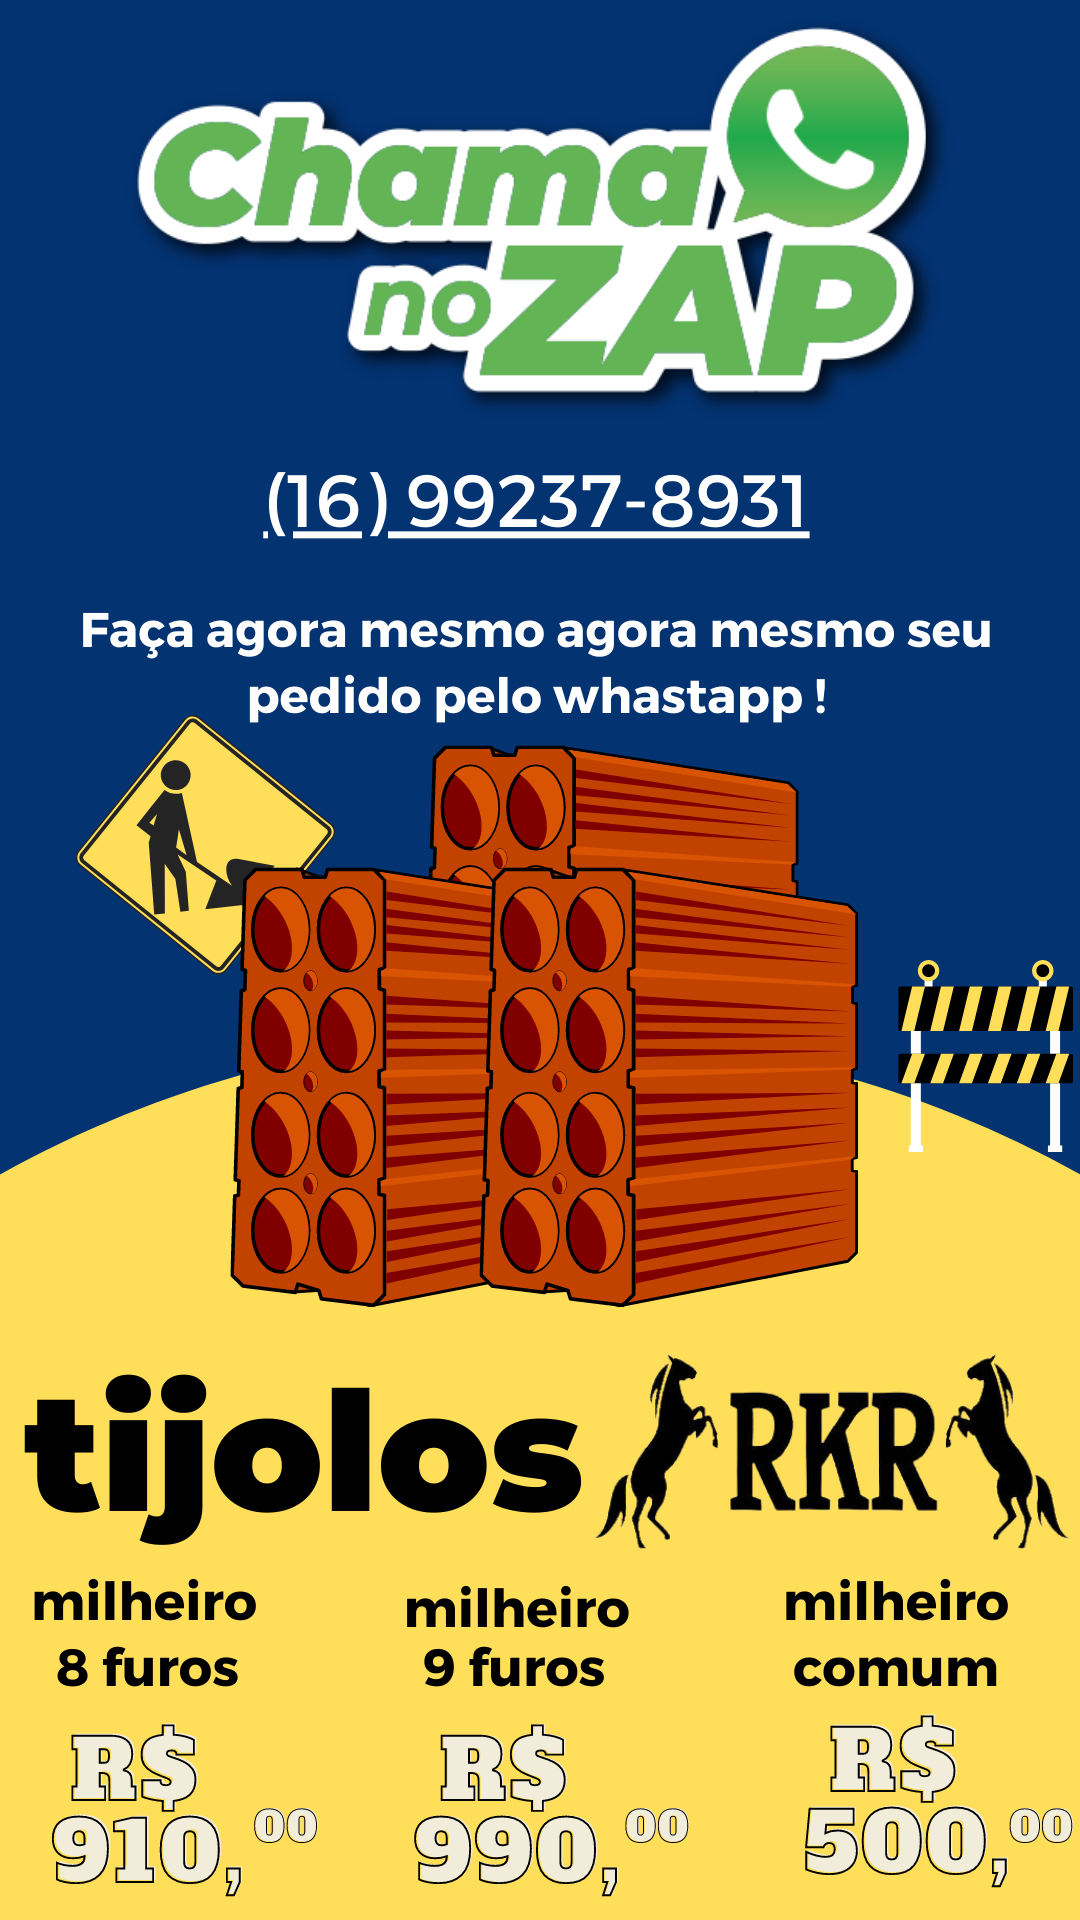 Chama
no ZAP
(16) 99237-8931
Faça agora mesmo agora mesmo seu
pedido pelo whastapp !
tijolos RKR
milheiro
8 furos
R$
910,00
milheiro
9 furos
R$
990,00
milheiro
comum
R$
500,00